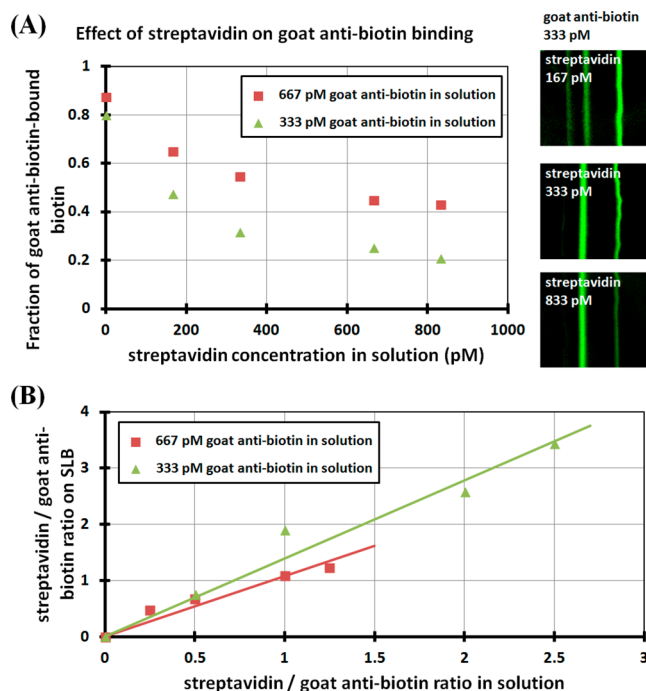 (A)
Effect of streptavidin on goat anti-biotin binding
Fraction of goat anti-biotin-bound
biotin
1
0.8
0.6
0.4
0.2
0
667 pM goat anti-biotin in solution
333 pM goat anti-biotin in solution
0 200 400 600 800 1000
streptavidin concentration in solution (pM)
goat anti-biotin
333 pM
streptavidin
167 pM
streptavidin
333 pM
streptavidin
833 pM
(B)
streptavidin / goat anti-
biotin ratio on SLB
4
3
2
1
0
667 pM goat anti-biotin in solution
333 pM goat anti-biotin in solution
0 0.5 1 1.5 2 2.5 3
streptavidin / goat anti-biotin ratio in solution